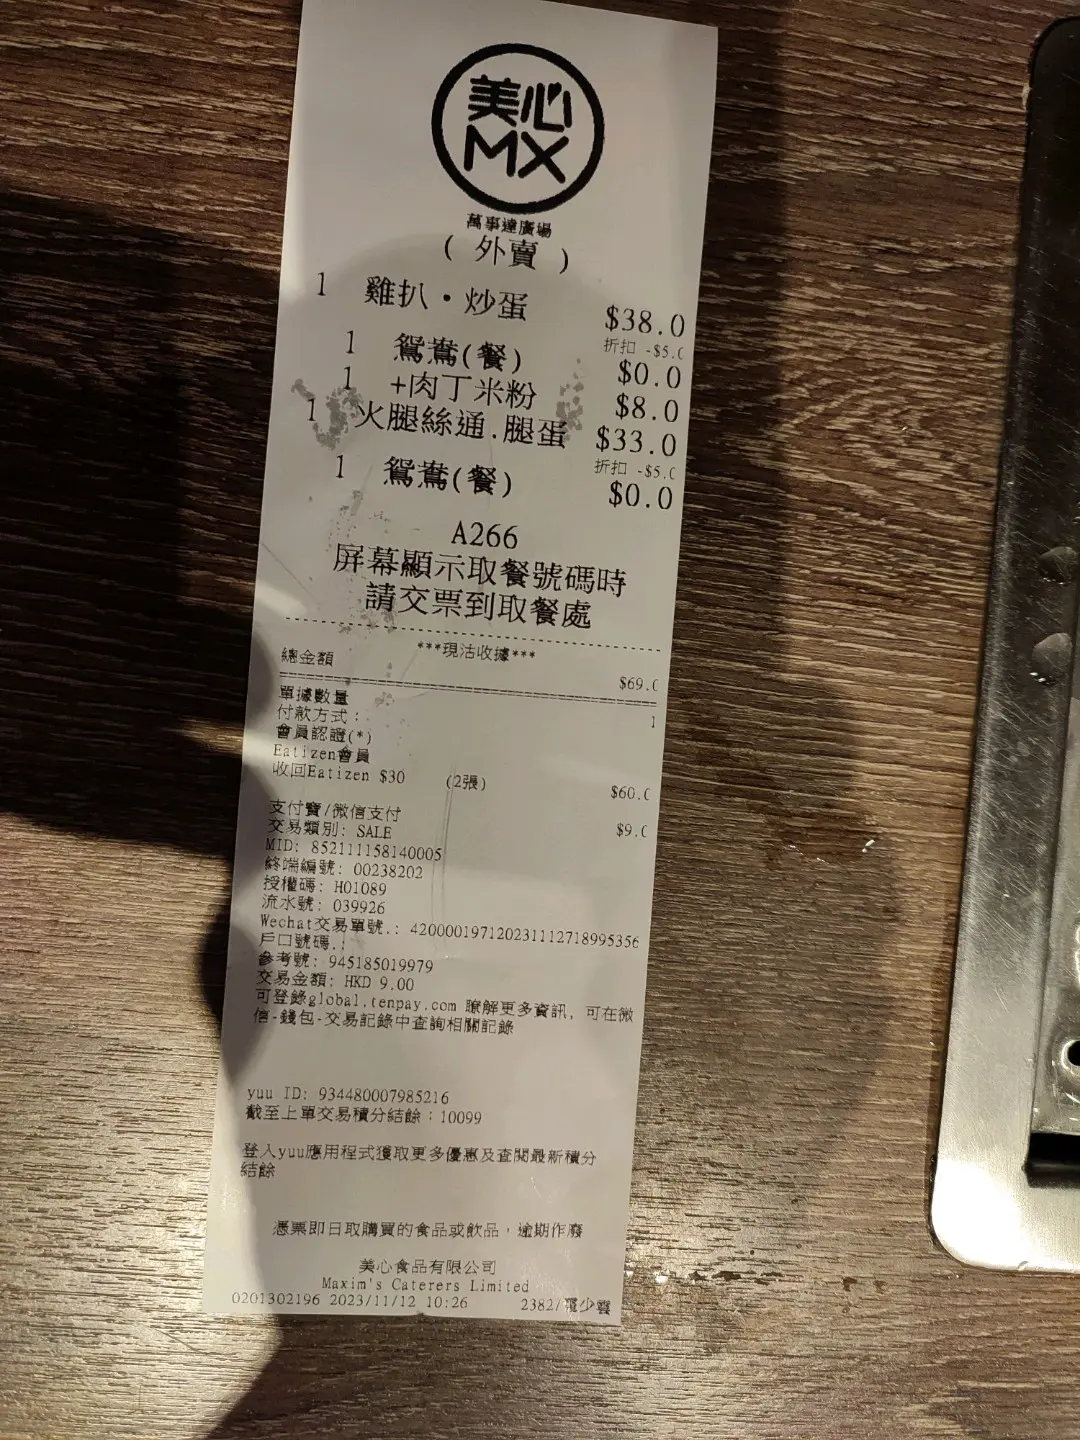 美心
MX
萬事達廣場
( 外賣 )
1 雞扒・炒蛋 $38.0
折扣 -$5.0
1 鴛鴦(餐) $0.0
1 +肉丁米粉 $8.0
1 火腿絲通.腿蛋 $33.0
折扣 -$5.0
1 鴛鴦(餐) $0.0
A266
屏幕顯示取餐號碼時
請交票到取餐處
***現沽收據***
總金額 $69.0
單據數量 1
付款方式:
會員認證(*)
Eatizen會員
收回Eatizen $30 (2張) $60.0
支付寶/微信支付 $9.0
交易類別: SALE
MID: 852111158140005
終端編號: 00238202
授權碼: H01089
流水號: 039926
Wechat交易單號.: 420000197120231112718995356
戶口號碼.:
參考號: 945185019979
交易金額: HKD 9.00
可登錄global.tenpay.com 瞭解更多資訊, 可在微
信-錢包-交易記錄中查詢相關記錄
yuu ID: 934480007985216
截至上單交易積分結餘：10099
登入yuu應用程式獲取更多優惠及查閱最新積分
結餘
憑票即日取購買的食品或飲品，逾期作廢
美心食品有限公司
Maxim's Caterers Limited
0201302196 2023/11/12 10:26 2382/少雲